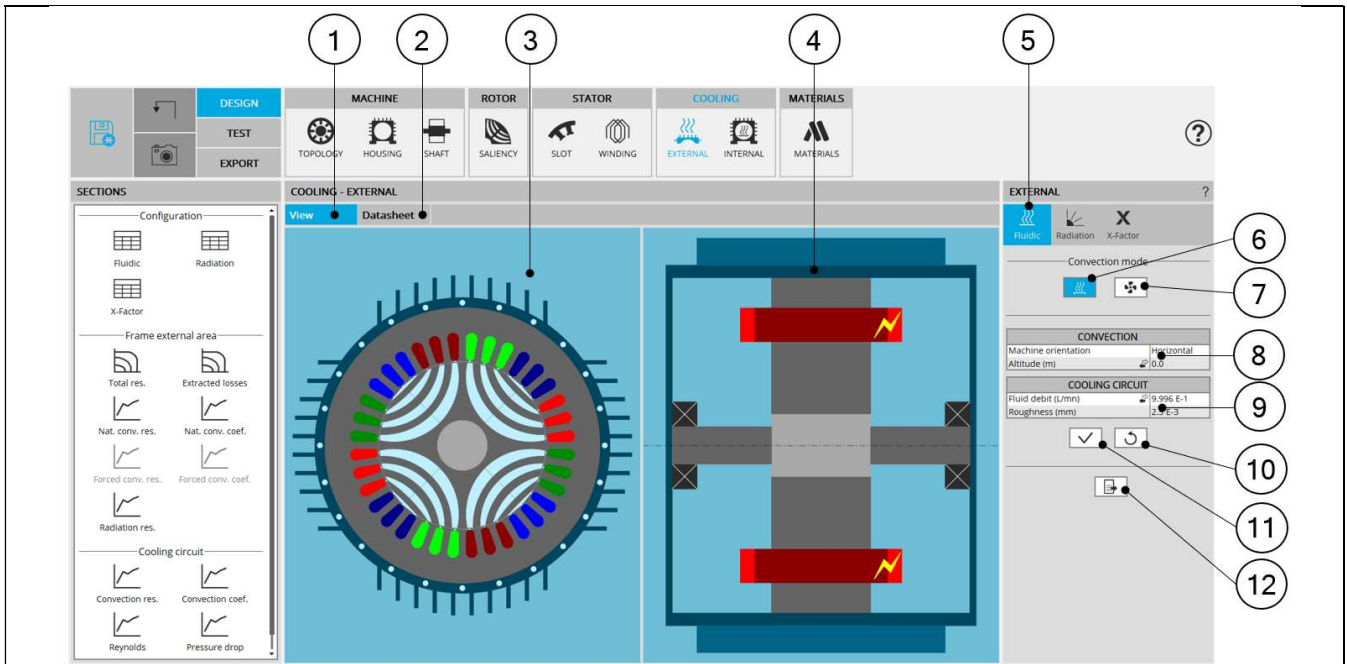 1 2 3 4 5
DESIGN MACHINE ROTOR STATOR COOLING MATERIALS
TEST
EXPORT TOPOLOGY HOUSING SHAFT SALIENCY SLOT WINDING EXTERNAL INTERNAL MATERIALS ?
SECTIONS COOLING - EXTERNAL EXTERNAL ?
View Datasheet
Configuration
Fluidic Radiation
X-Factor
Frame external area
Total res. Extracted losses
Nat. conv. res. Nat. conv. coef.
Forced conv. res. Forced conv. coef.
Radiation res.
Cooling circuit
Convection res. Convection coef.
Reynolds Pressure drop
X
Fluidic Radiation X-Factor
6
Convection mode
7
CONVECTION
Machine orientation Horizontal
8
Altitude (m) 0.0
COOLING CIRCUIT
Fluid debit (L/mn) 9.996 E-1
9
Roughness (mm) 2.5 E-3
10
11
12